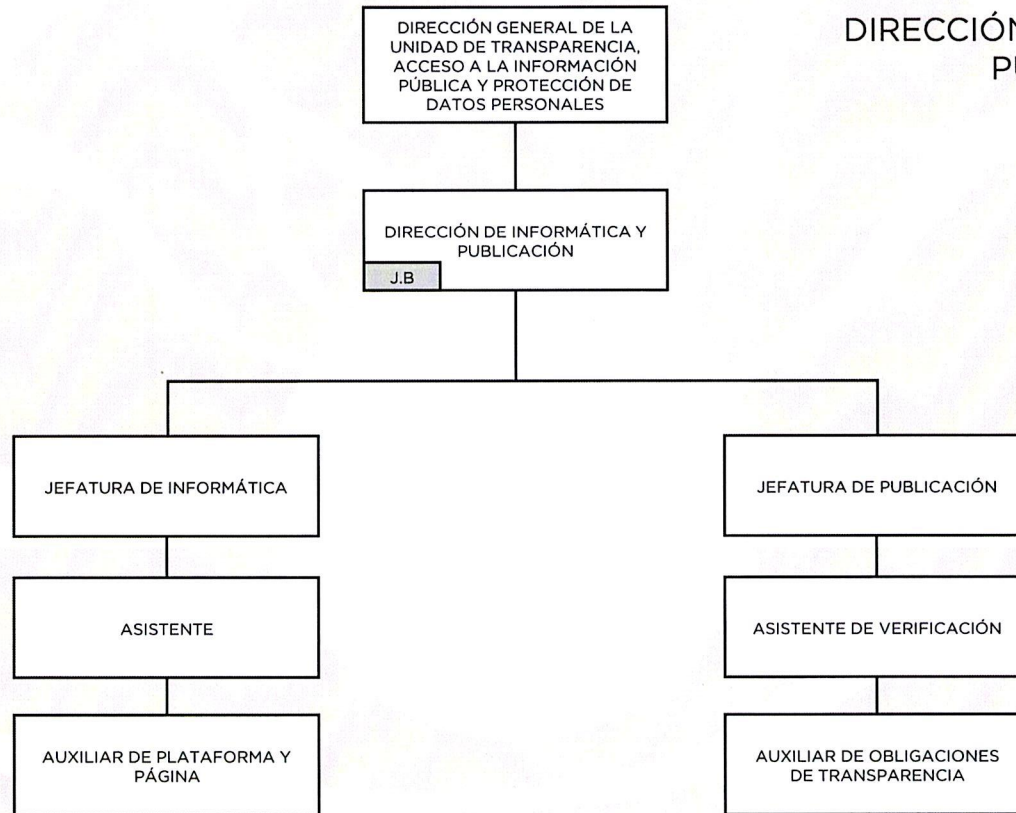 DIRECCIÓN GENERAL DE LA
UNIDAD DE TRANSPARENCIA,
ACCESO A LA INFORMACIÓN
PÚBLICA Y PROTECCIÓN DE
DATOS PERSONALES
DIRECCIÓN
DIRECCIÓN DE INFORMÁTICA Y
PUBLICACIÓN
J.B
JEFATURA DE INFORMÁTICA
JEFATURA DE PUBLICACIÓN
ASISTENTE
ASISTENTE DE VERIFICACIÓN
AUXILIAR DE PLATAFORMA Y
PÁGINA
AUXILIAR DE OBLIGACIONES
DE TRANSPARENCIA